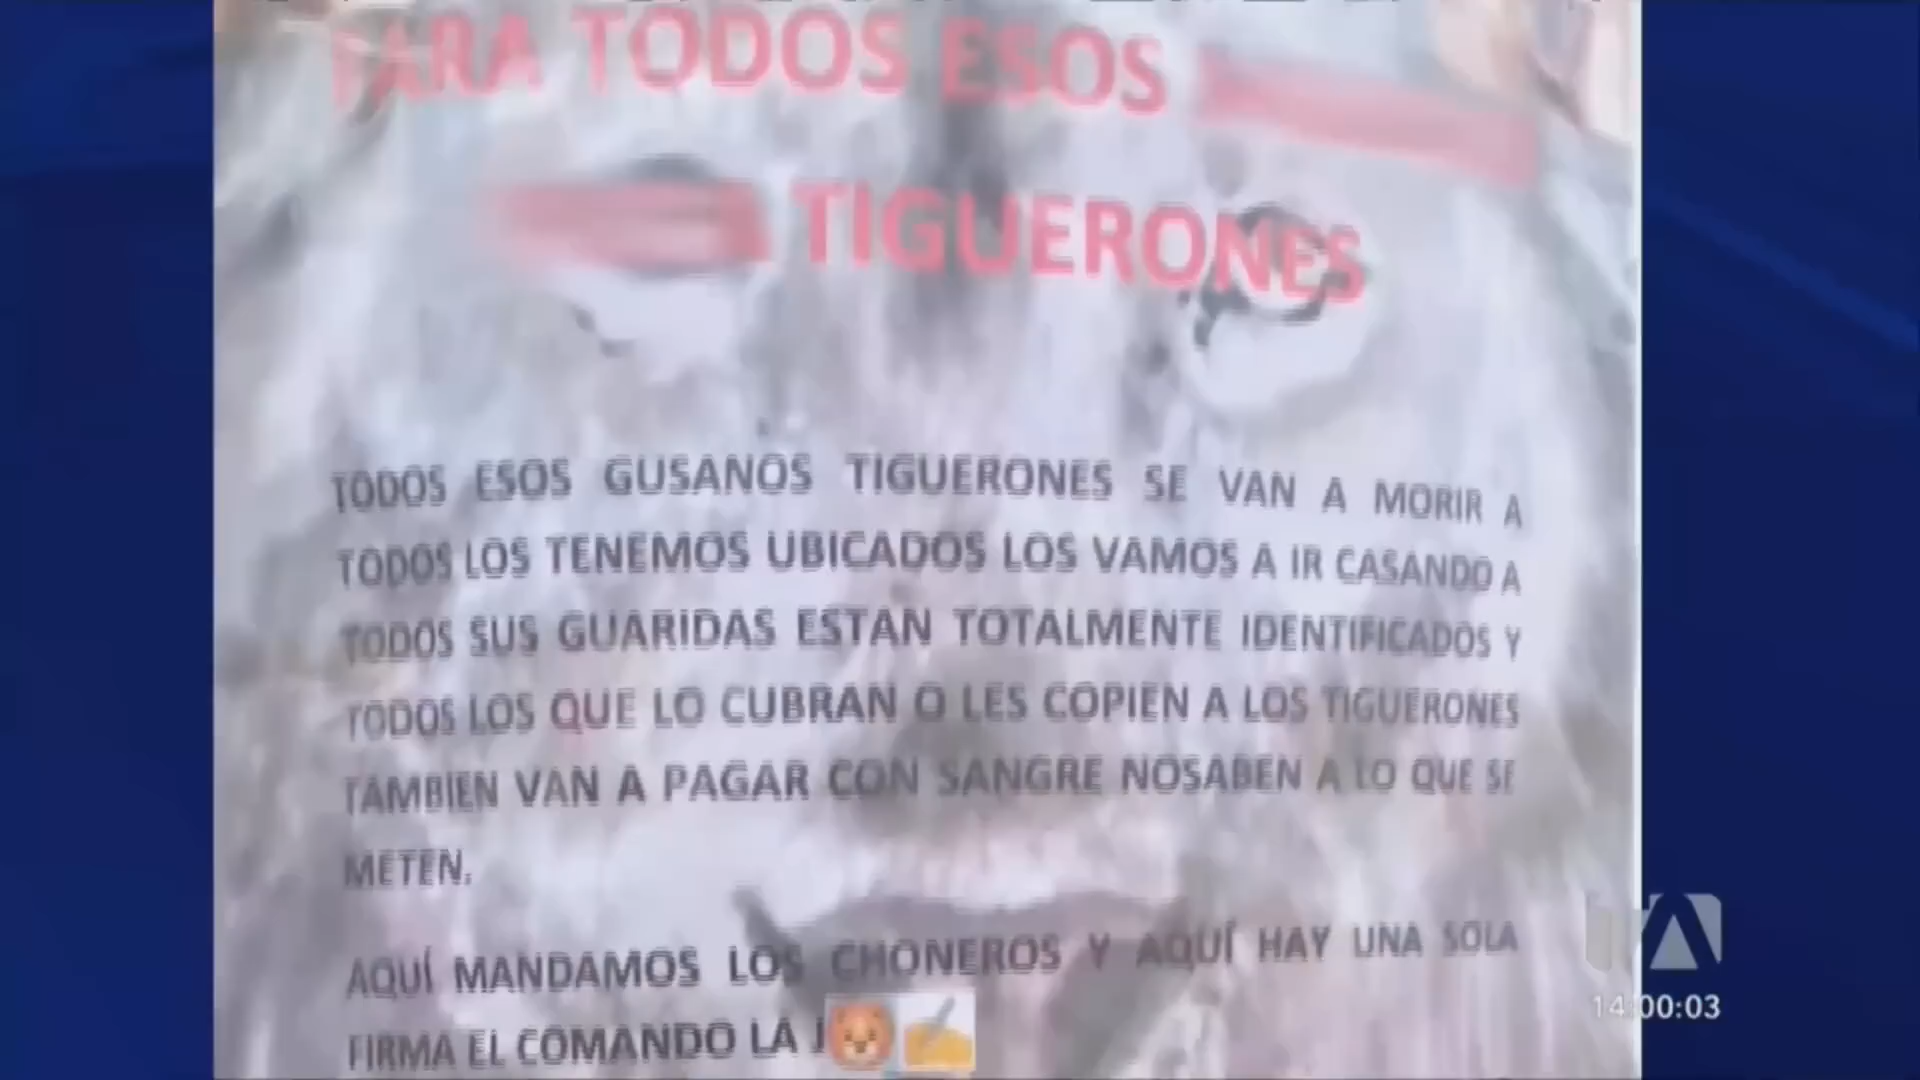 PARA TODOS ESOS
TIGUERONES
TODOS ESOS GUSANOS TIGUERONES SE VAN A MORIR A
TODOS LOS TENEMOS UBICADOS LOS VAMOS A IR CASANDO A
TODOS SUS GUARIDAS ESTAN TOTALMENTE IDENTIFICADOS Y
TODOS LOS QUE LO CUBRAN O LES COPIEN A LOS TIGUERONES
TAMBIEN VAN A PAGAR CON SANGRE NOSABEN A LO QUE SE
METEN.
AQUÍ MANDAMOS LOS CHONEROS Y AQUÍ HAY UNA SOLA
FIRMA EL COMANDO LA J🦁✍
14:00:03